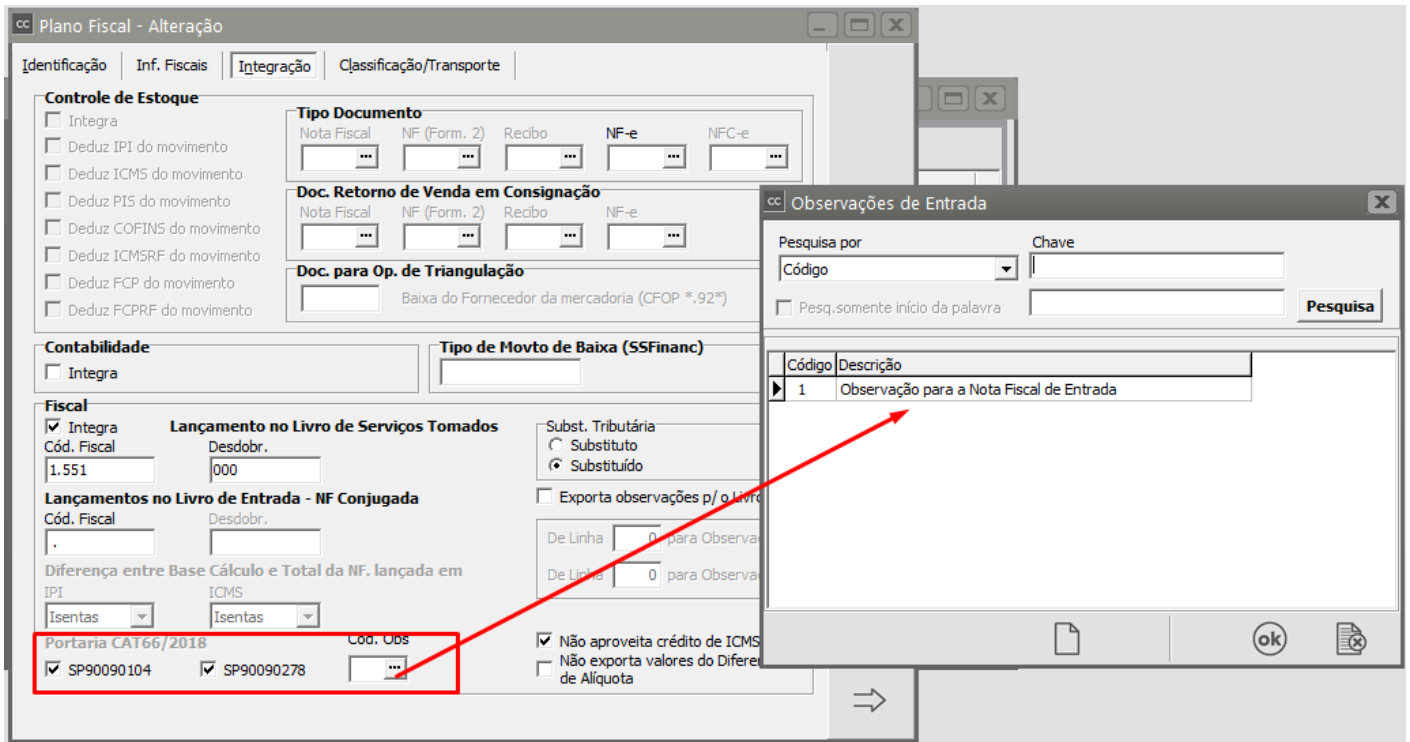 cc Plano Fiscal - Alteração
Identificação Inf. Fiscais Integração Classificação/Transporte
Controle de Estoque
Integra
Deduz IPI do movimento
Deduz ICMS do movimento
Deduz PIS do movimento
Deduz COFINS do movimento
Deduz ICMSRF do movimento
Deduz FCP do movimento
Deduz FCPRF do movimento
Tipo Documento
Nota Fiscal NF (Form. 2) Recibo NF-e NFC-e
... ... ... ... ...
Doc. Retorno de Venda em Consignação
Nota Fiscal NF (Form. 2) Recibo NF-e
... ... ... ...
Doc. para Op. de Triangulação
Baixa do Fornecedor da mercadoria (CFOP *.92*)
Contabilidade
Integra
Tipo de Movto de Baixa (SSFinanc)
Fiscal
Integra Lançamento no Livro de Serviços Tomados
Cód. Fiscal Desdobr.
1.551 000
Lançamentos no Livro de Entrada - NF Conjugada
Cód. Fiscal Desdobr.
.
Diferença entre Base Cálculo e Total da NF. lançada em
IPI ICMS
Isentas Isentas
Portaria CAT66/2018 Cód. Obs
SP90090104 SP90090278 ...
Subst. Tributária
Substituto
Substituído
Exporta observações p/ o Livro
De Linha 0 para Observa
De Linha 0 para Observa
Não aproveita crédito de ICMS
Não exporta valores do Difere
de Alíquota
cc Observações de Entrada
Pesquisa por Chave
Código
Pesq.somente início da palavra Pesquisa
Código Descrição
1 Observação para a Nota Fiscal de Entrada
ok